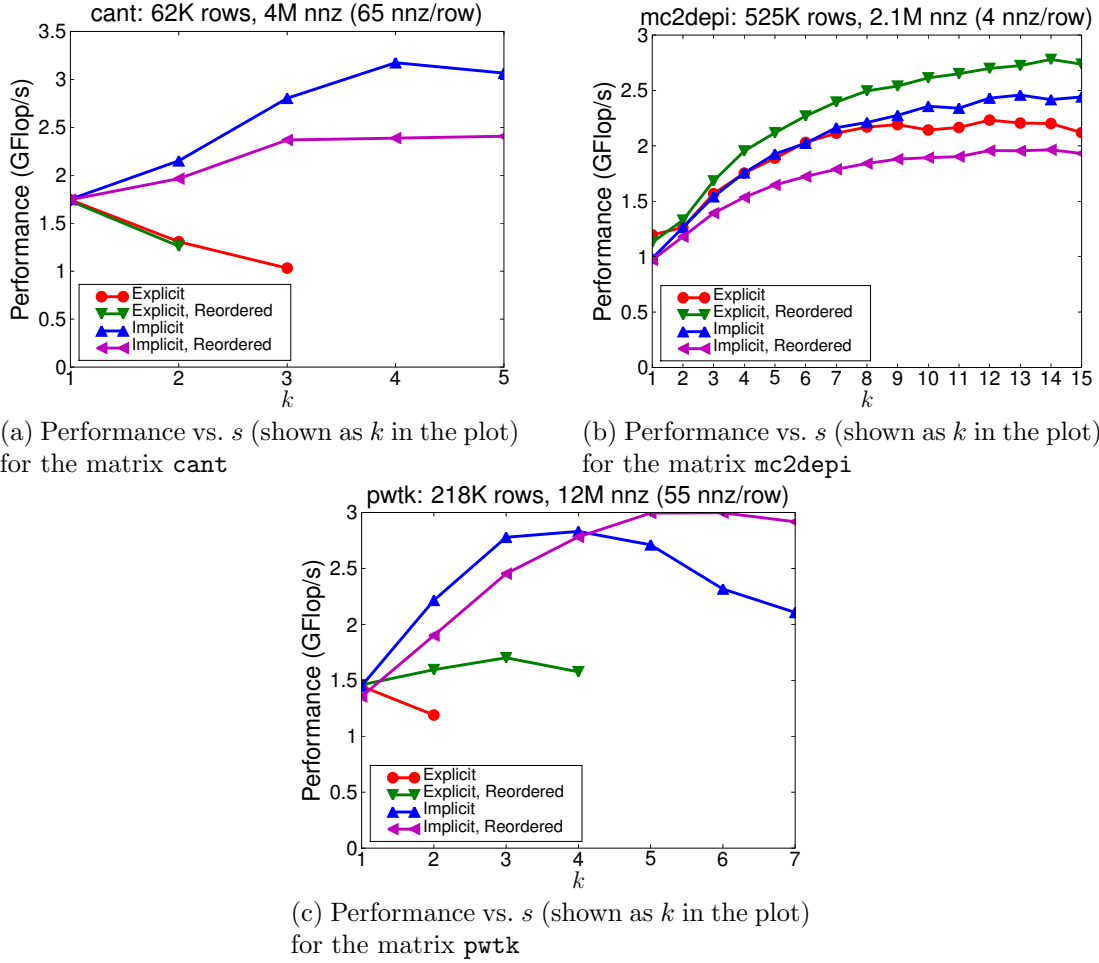 cant: 62K rows, 4M nnz (65 nnz/row)
3.5
3
2.5
2
1.5
1
0.5
0
Performance (GFlop/s)
Explicit
Explicit, Reordered
Implicit
Implicit, Reordered
1 2 3 4 5
k
(a) Performance vs. s (shown as k in the plot)
for the matrix cant
mc2depi: 525K rows, 2.1M nnz (4 nnz/row)
3
2.5
2
1.5
1
0.5
0
Performance (GFlop/s)
Explicit
Explicit, Reordered
Implicit
Implicit, Reordered
1 2 3 4 5 6 7 8 9 10 11 12 13 14 15
k
(b) Performance vs. s (shown as k in the plot)
for the matrix mc2depi
pwtk: 218K rows, 12M nnz (55 nnz/row)
3
2.5
2
1.5
1
0.5
0
Performance (GFlop/s)
Explicit
Explicit, Reordered
Implicit
Implicit, Reordered
1 2 3 4 5 6 7
k
(c) Performance vs. s (shown as k in the plot)
for the matrix pwtk